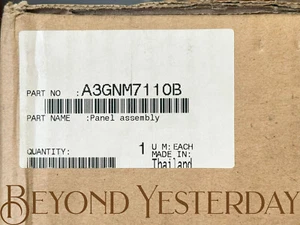 PART NO : A3GNM7110B
PART NAME :Panel assembly
QUANTITY: 1 U M: EACH
MADE IN:
Thailand
BEYOND YESTERDAY